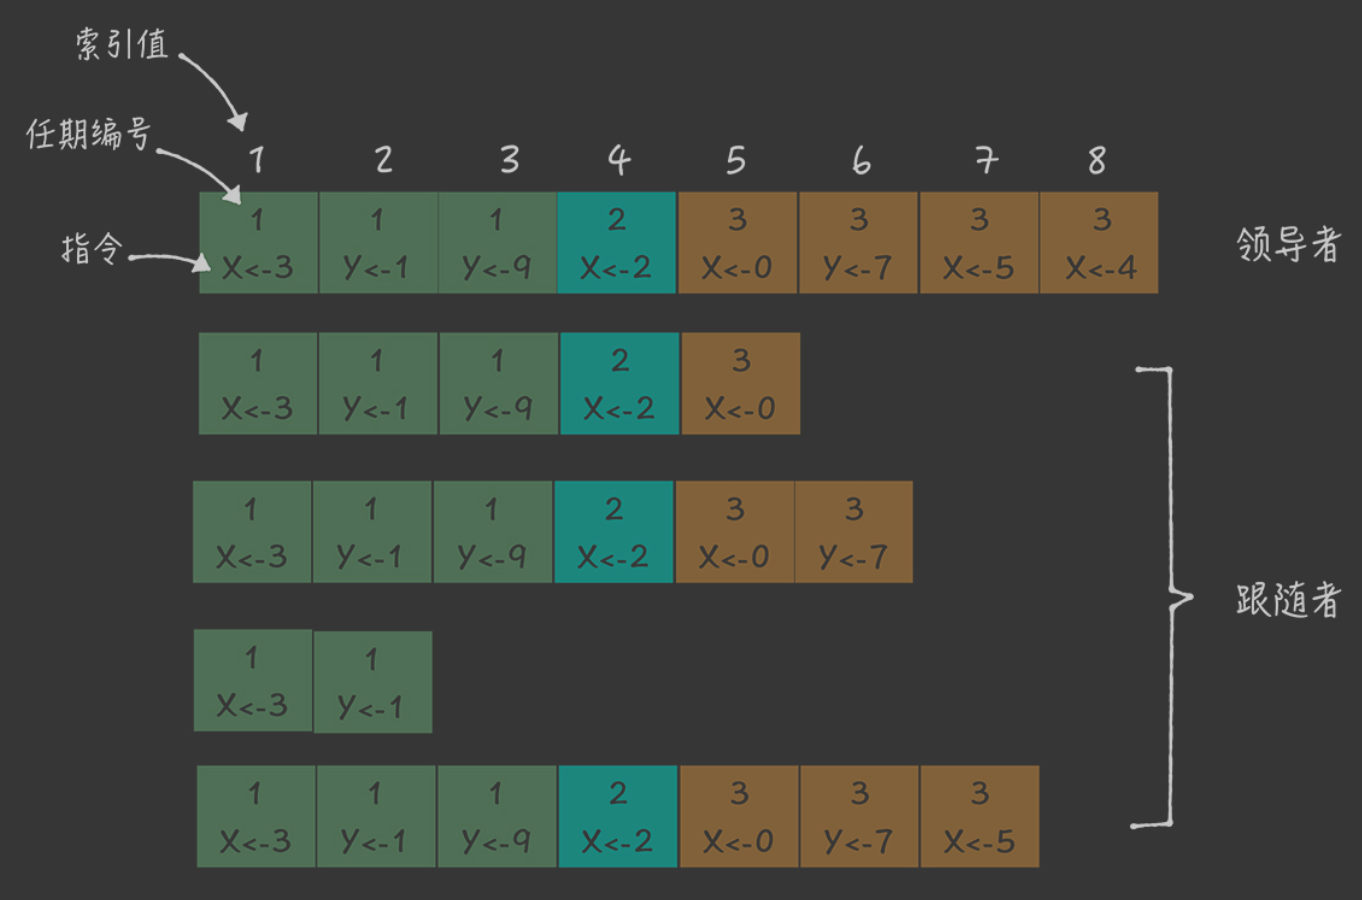 索引值
任期编号
1 2 3 4 5 6 7 8
1 1 1 2 3 3 3 3
指令
X<-3 Y<-1 Y<-9 X<-2 X<-0 Y<-7 X<-5 X<-4
领导者
1 1 1 2 3
X<-3 Y<-1 Y<-9 X<-2 X<-0
1 1 1 2 3 3
X<-3 Y<-1 Y<-9 X<-2 X<-0 Y<-7
跟随者
1 1
X<-3 Y<-1
1 1 1 2 3 3 3
X<-3 Y<-1 Y<-9 X<-2 X<-0 Y<-7 X<-5